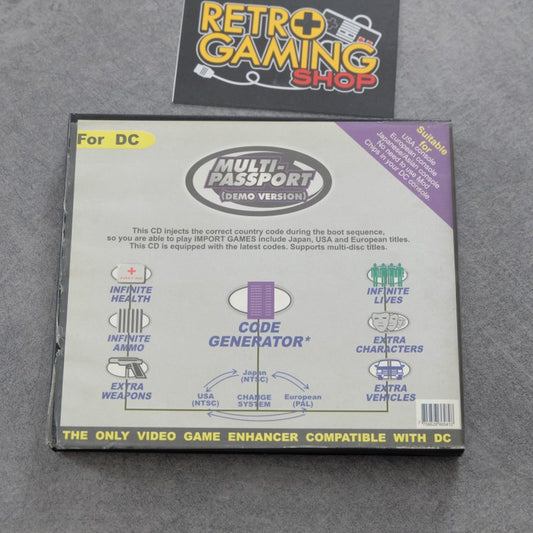 RETRO
GAMING
SHOP
For DC
Suitable
for
USA console
European console
Japanese/Asian console
No need to use Mod
Chips in your DC console.
MULTI-
PASSPORT
(DEMO VERSION)
This CD injects the correct country code during the boot sequence,
so you are able to play IMPORT GAMES include Japan, USA and European titles.
This CD is equipped with the latest codes. Supports multi-disc titles.
INFINITE
HEALTH
INFINITE
AMMO
EXTRA
WEAPONS
CODE
GENERATOR*
INFINITE
LIVES
EXTRA
CHARACTERS
EXTRA
VEHICLES
Japan
(NTSC)
USA
(NTSC)
CHANGE
SYSTEM
European
(PAL)
THE ONLY VIDEO GAME ENHANCER COMPATIBLE WITH DC